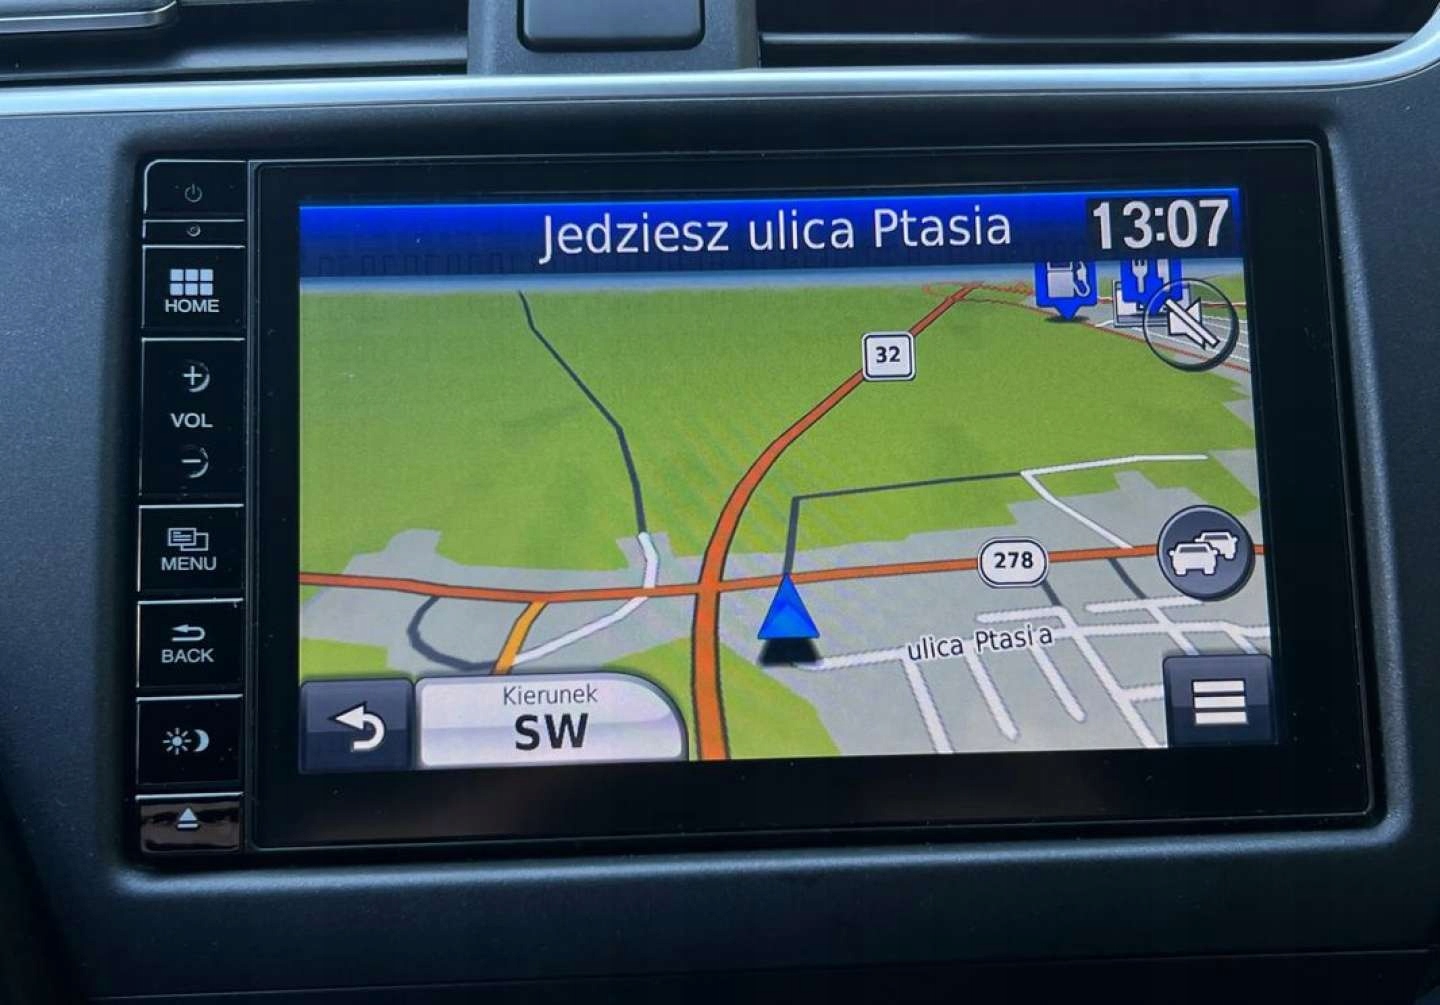 Jedziesz ulica Ptasia
13:07
HOME
32
+
VOL
-
278
MENU
ulica Ptasia
BACK
Kierunek
SW